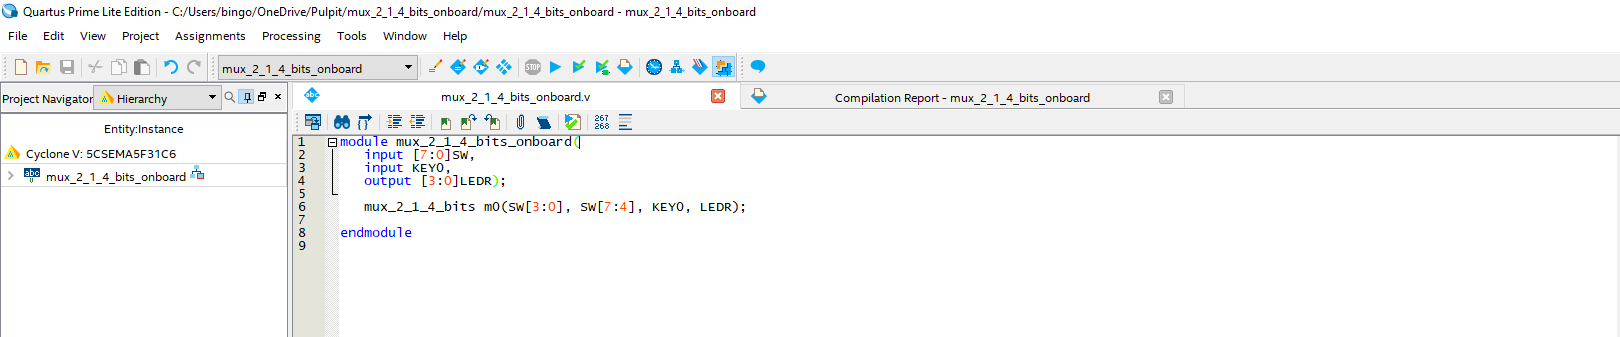 Quartus Prime Lite Edition - C:/Users/bingo/OneDrive/Pulpit/mux_2_1_4_bits_onboard/mux_2_1_4_bits_onboard - mux_2_1_4_bits_onboard
File Edit View Project Assignments Processing Tools Window Help
mux_2_1_4_bits_onboard
STOP
Project Navigator Hierarchy
abc mux_2_1_4_bits_onboard.v
Compilation Report - mux_2_1_4_bits_onboard
267
268
Entity:Instance
Cyclone V: 5CSEMA5F31C6
abc mux_2_1_4_bits_onboard
1 module mux_2_1_4_bits_onboard(
2 input [7:0]SW,
3 input KEY0,
4 output [3:0]LEDR);
5
6 mux_2_1_4_bits m0(SW[3:0], SW[7:4], KEY0, LEDR);
7
8 endmodule
9